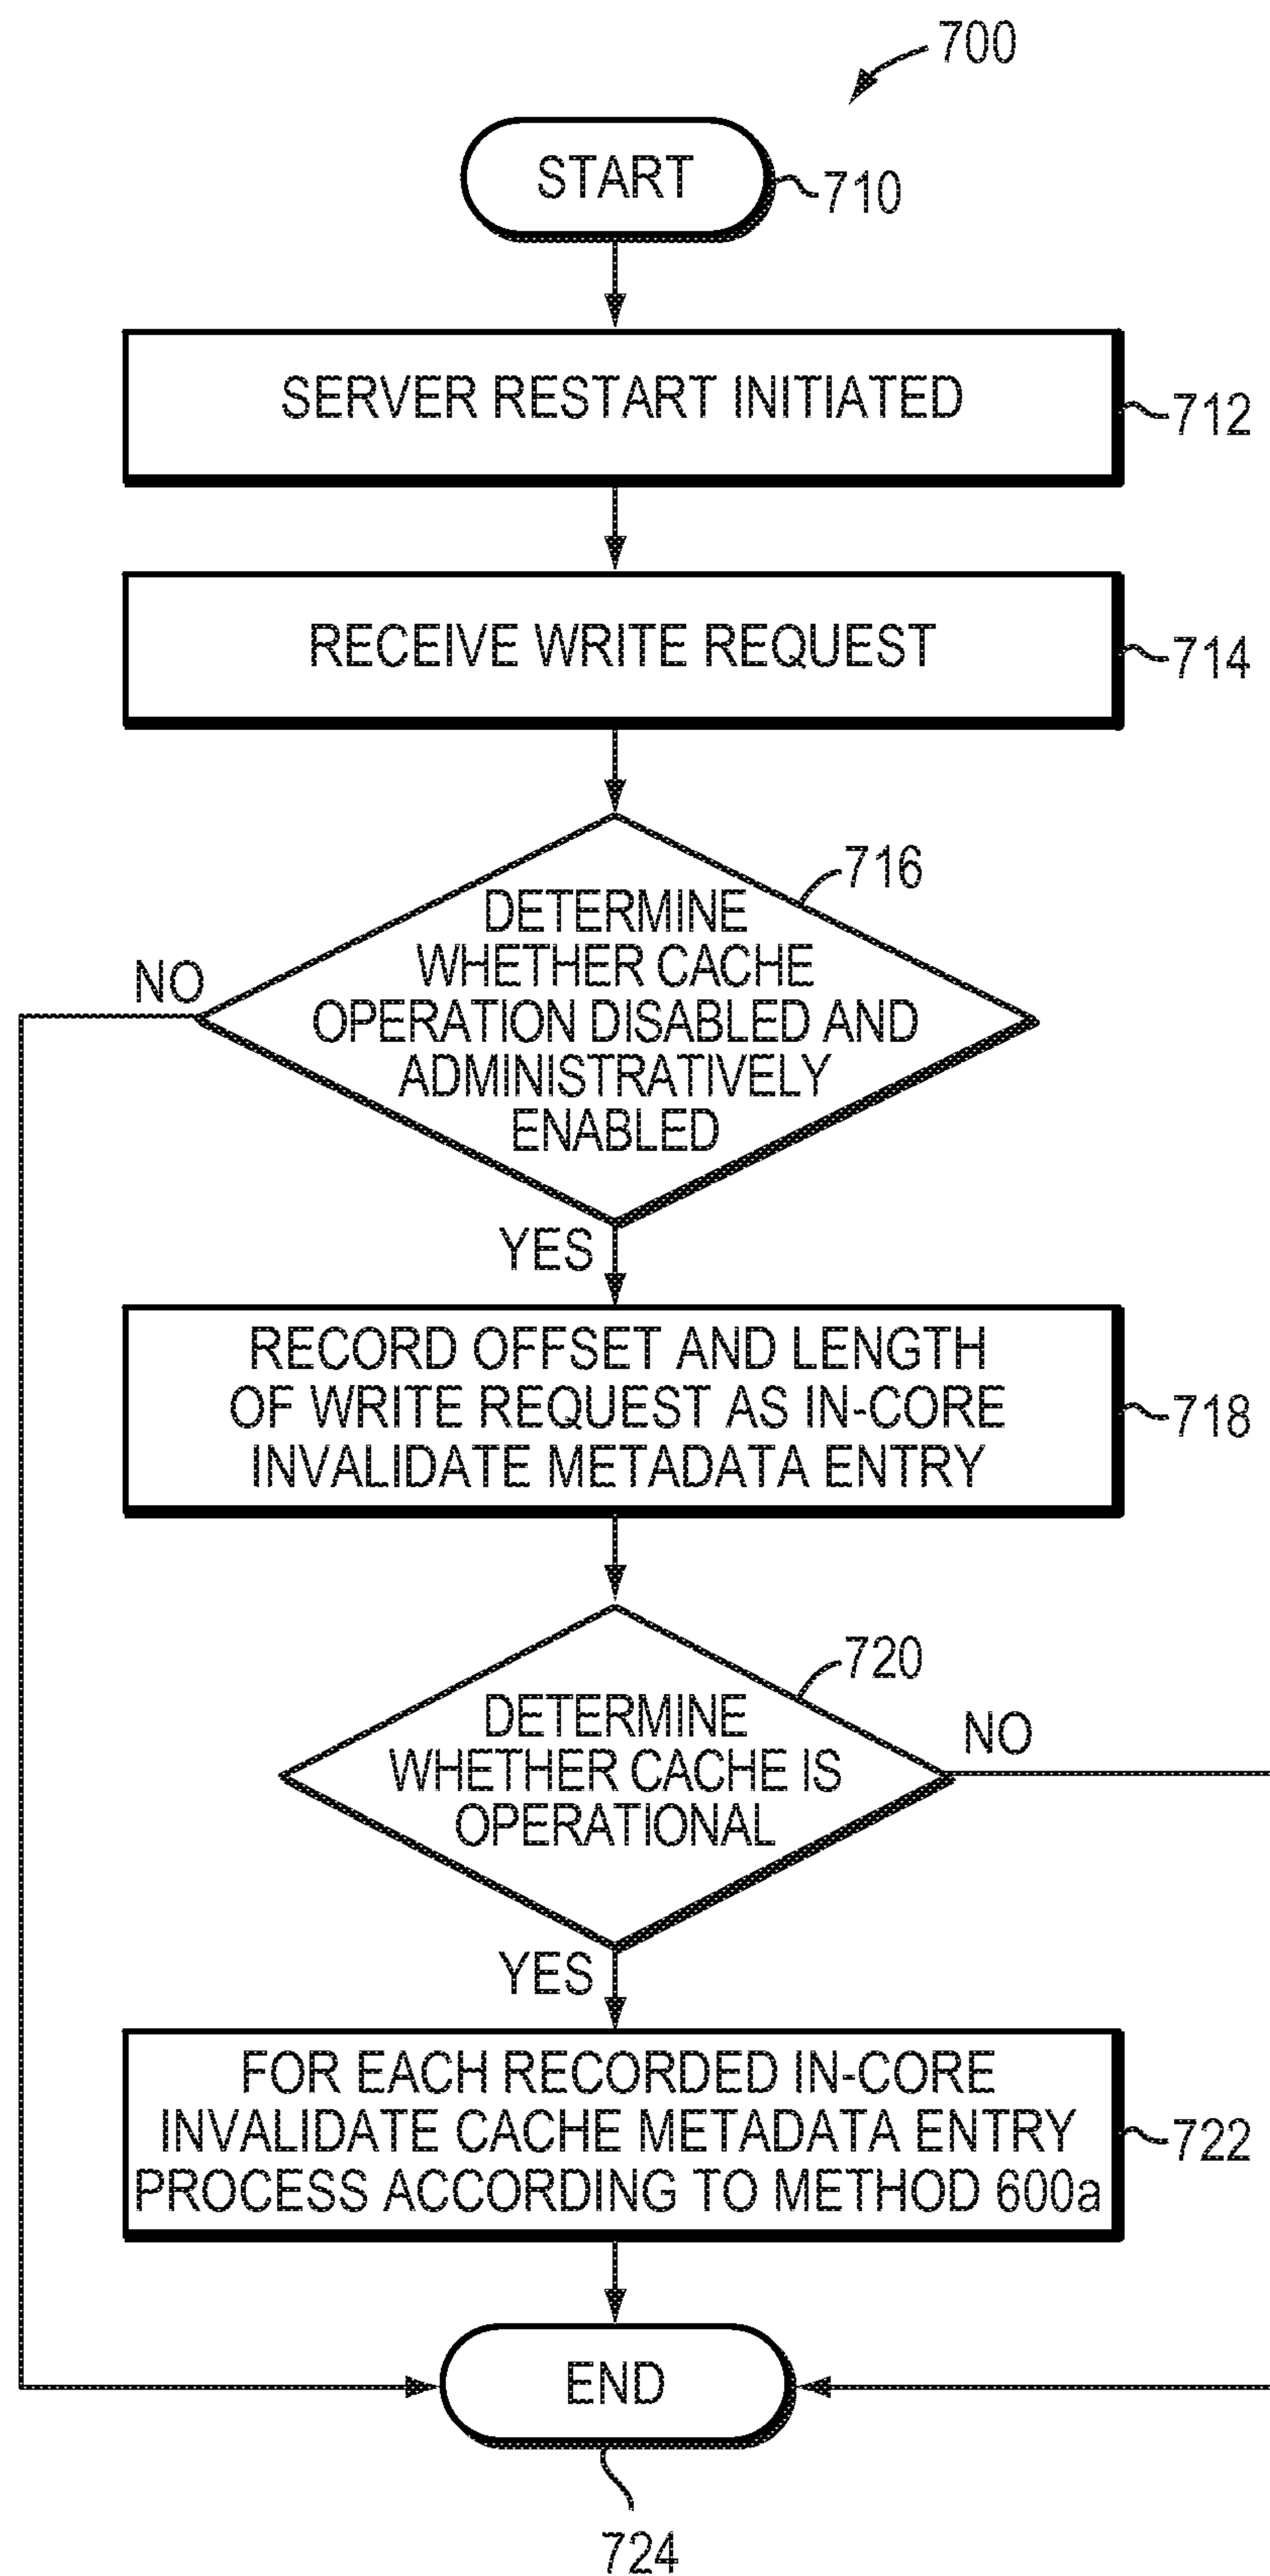 700
START
710
SERVER RESTART INITIATED
712
RECEIVE WRITE REQUEST
714
716
DETERMINE
WHETHER CACHE
OPERATION DISABLED AND
ADMINISTRATIVELY
ENABLED
NO
YES
RECORD OFFSET AND LENGTH
OF WRITE REQUEST AS IN-CORE
INVALIDATE METADATA ENTRY
718
720
DETERMINE
WHETHER CACHE IS
OPERATIONAL
NO
YES
FOR EACH RECORDED IN-CORE
INVALIDATE CACHE METADATA ENTRY
PROCESS ACCORDING TO METHOD 600a
722
END
724